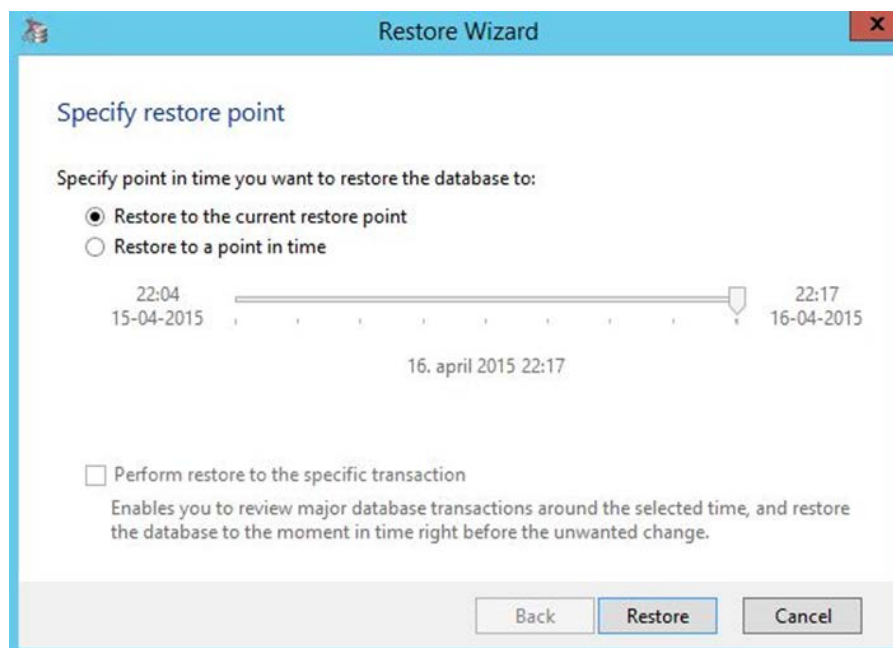 Restore Wizard
x
Specify restore point
Specify point in time you want to restore the database to:
Restore to the current restore point
Restore to a point in time
22:04
15-04-2015
22:17
16-04-2015
16. april 2015 22:17
Perform restore to the specific transaction
Enables you to review major database transactions around the selected time, and restore
the database to the moment in time right before the unwanted change.
Back
Restore
Cancel